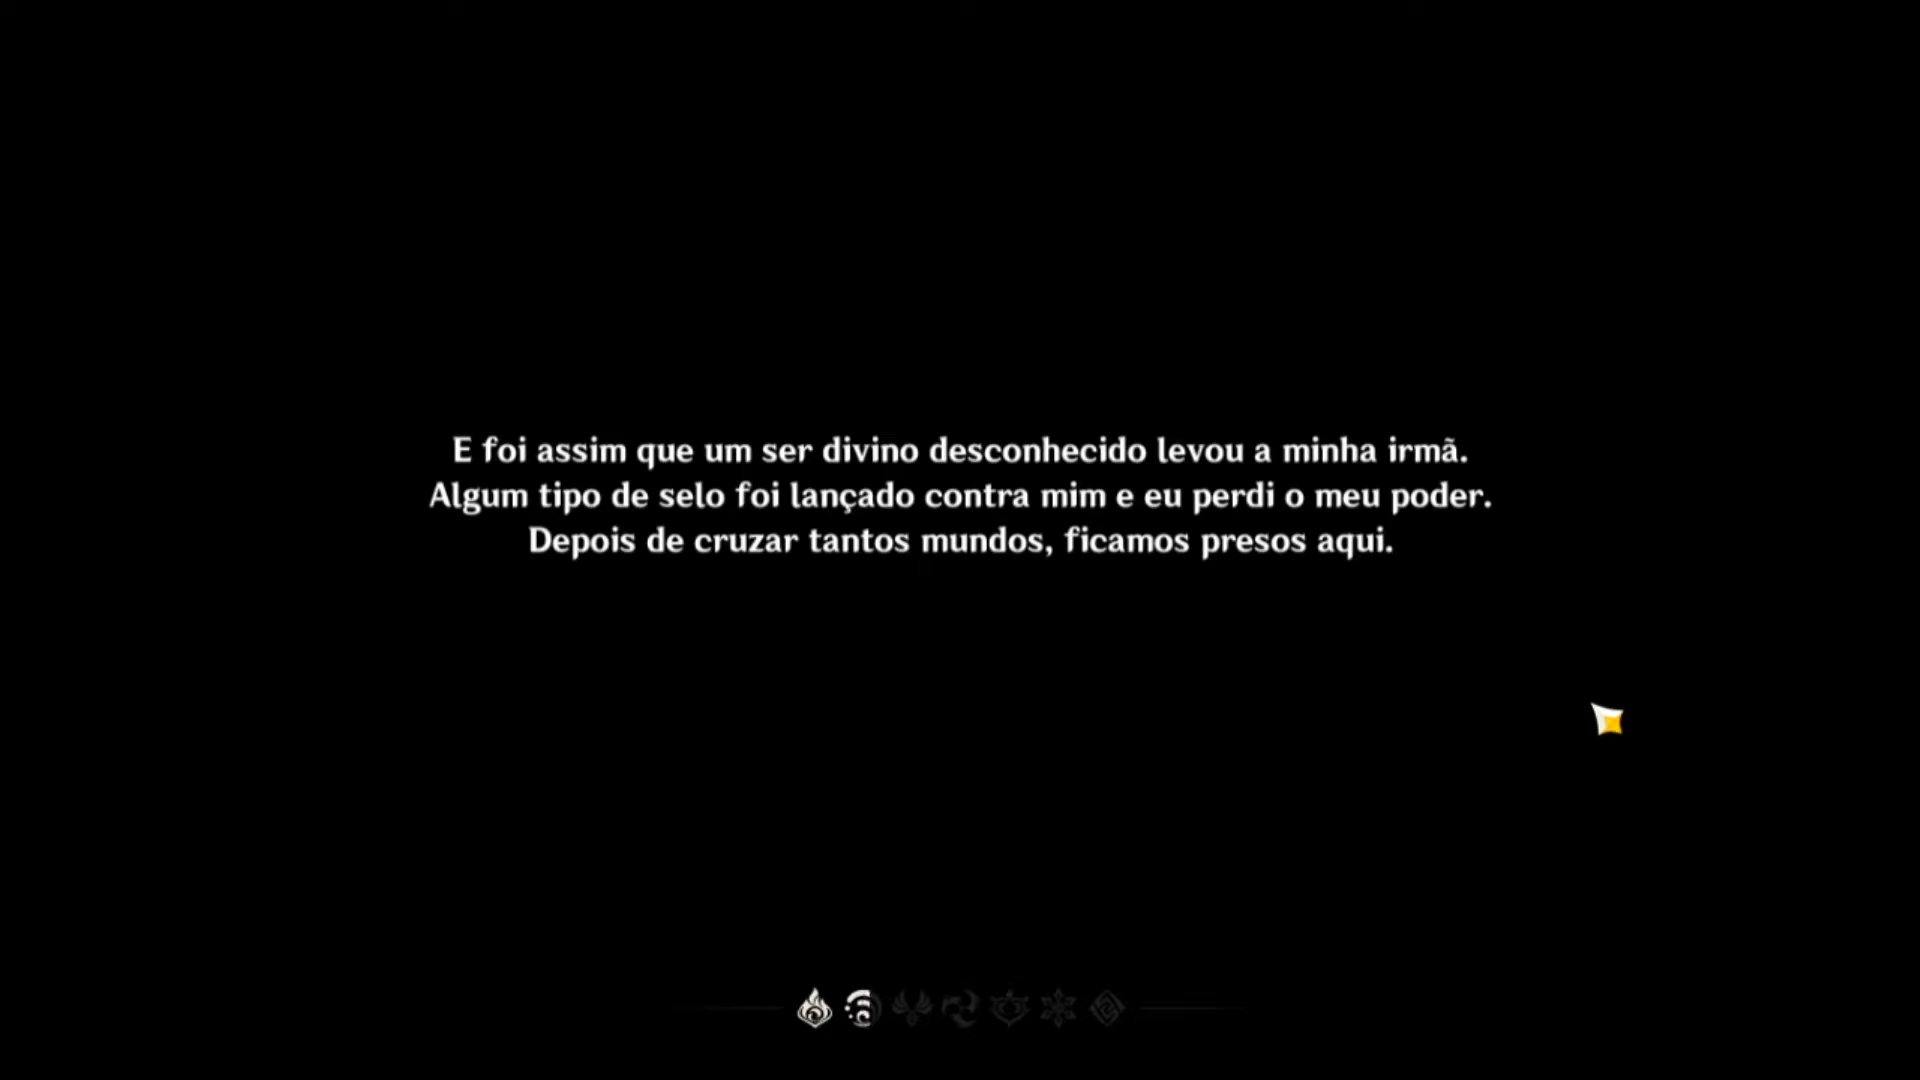 E foi assim que um ser divino desconhecido levou a minha irmã.
Algum tipo de selo foi lançado contra mim e eu perdi o meu poder.
Depois de cruzar tantos mundos, ficamos presos aqui.